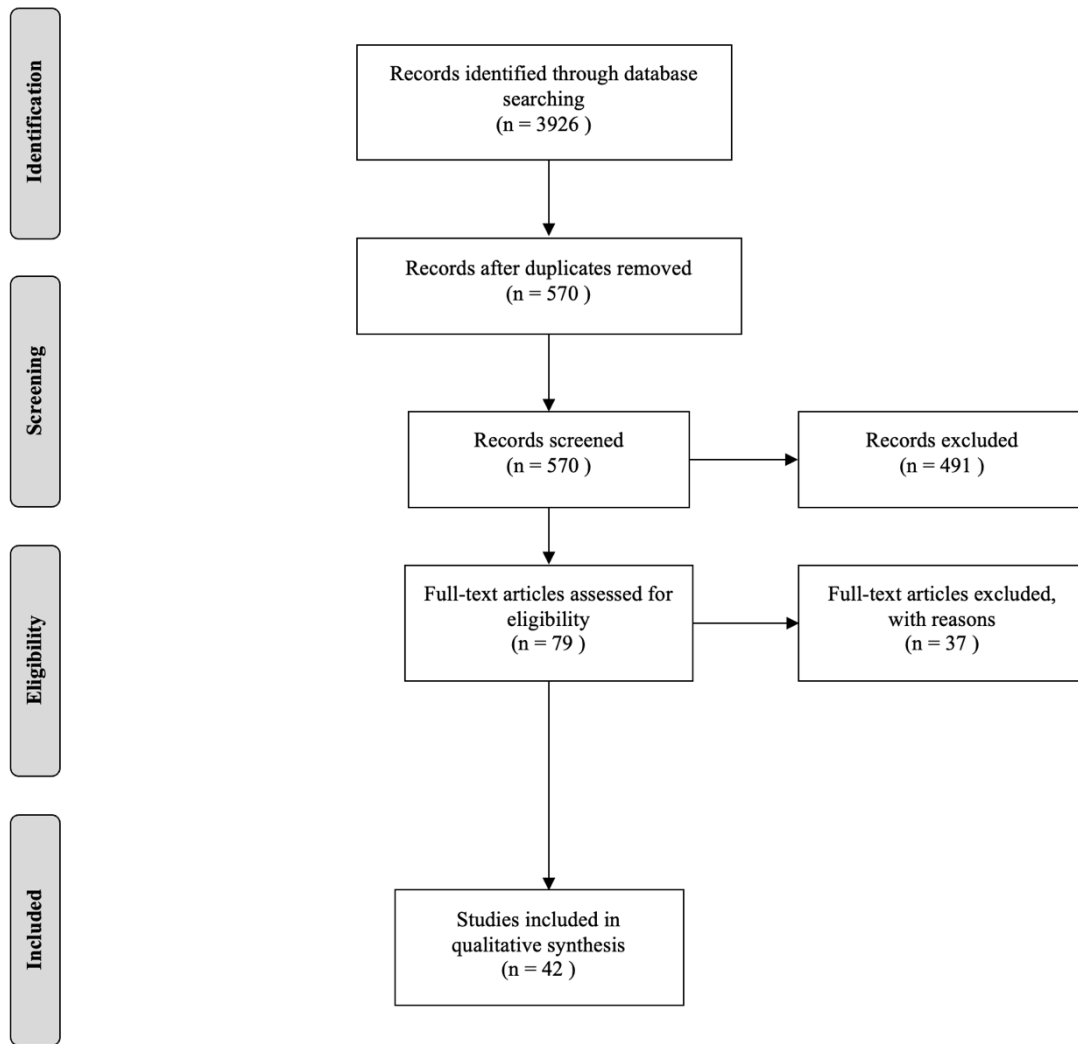 Identification
Records identified through database
searching
(n = 3926 )
Records after duplicates removed
(n = 570 )
Screening
Records screened
(n = 570 )
Records excluded
(n = 491 )
Eligibility
Full-text articles assessed for
eligibility
(n = 79 )
Full-text articles excluded,
with reasons
(n = 37 )
Included
Studies included in
qualitative synthesis
(n = 42 )